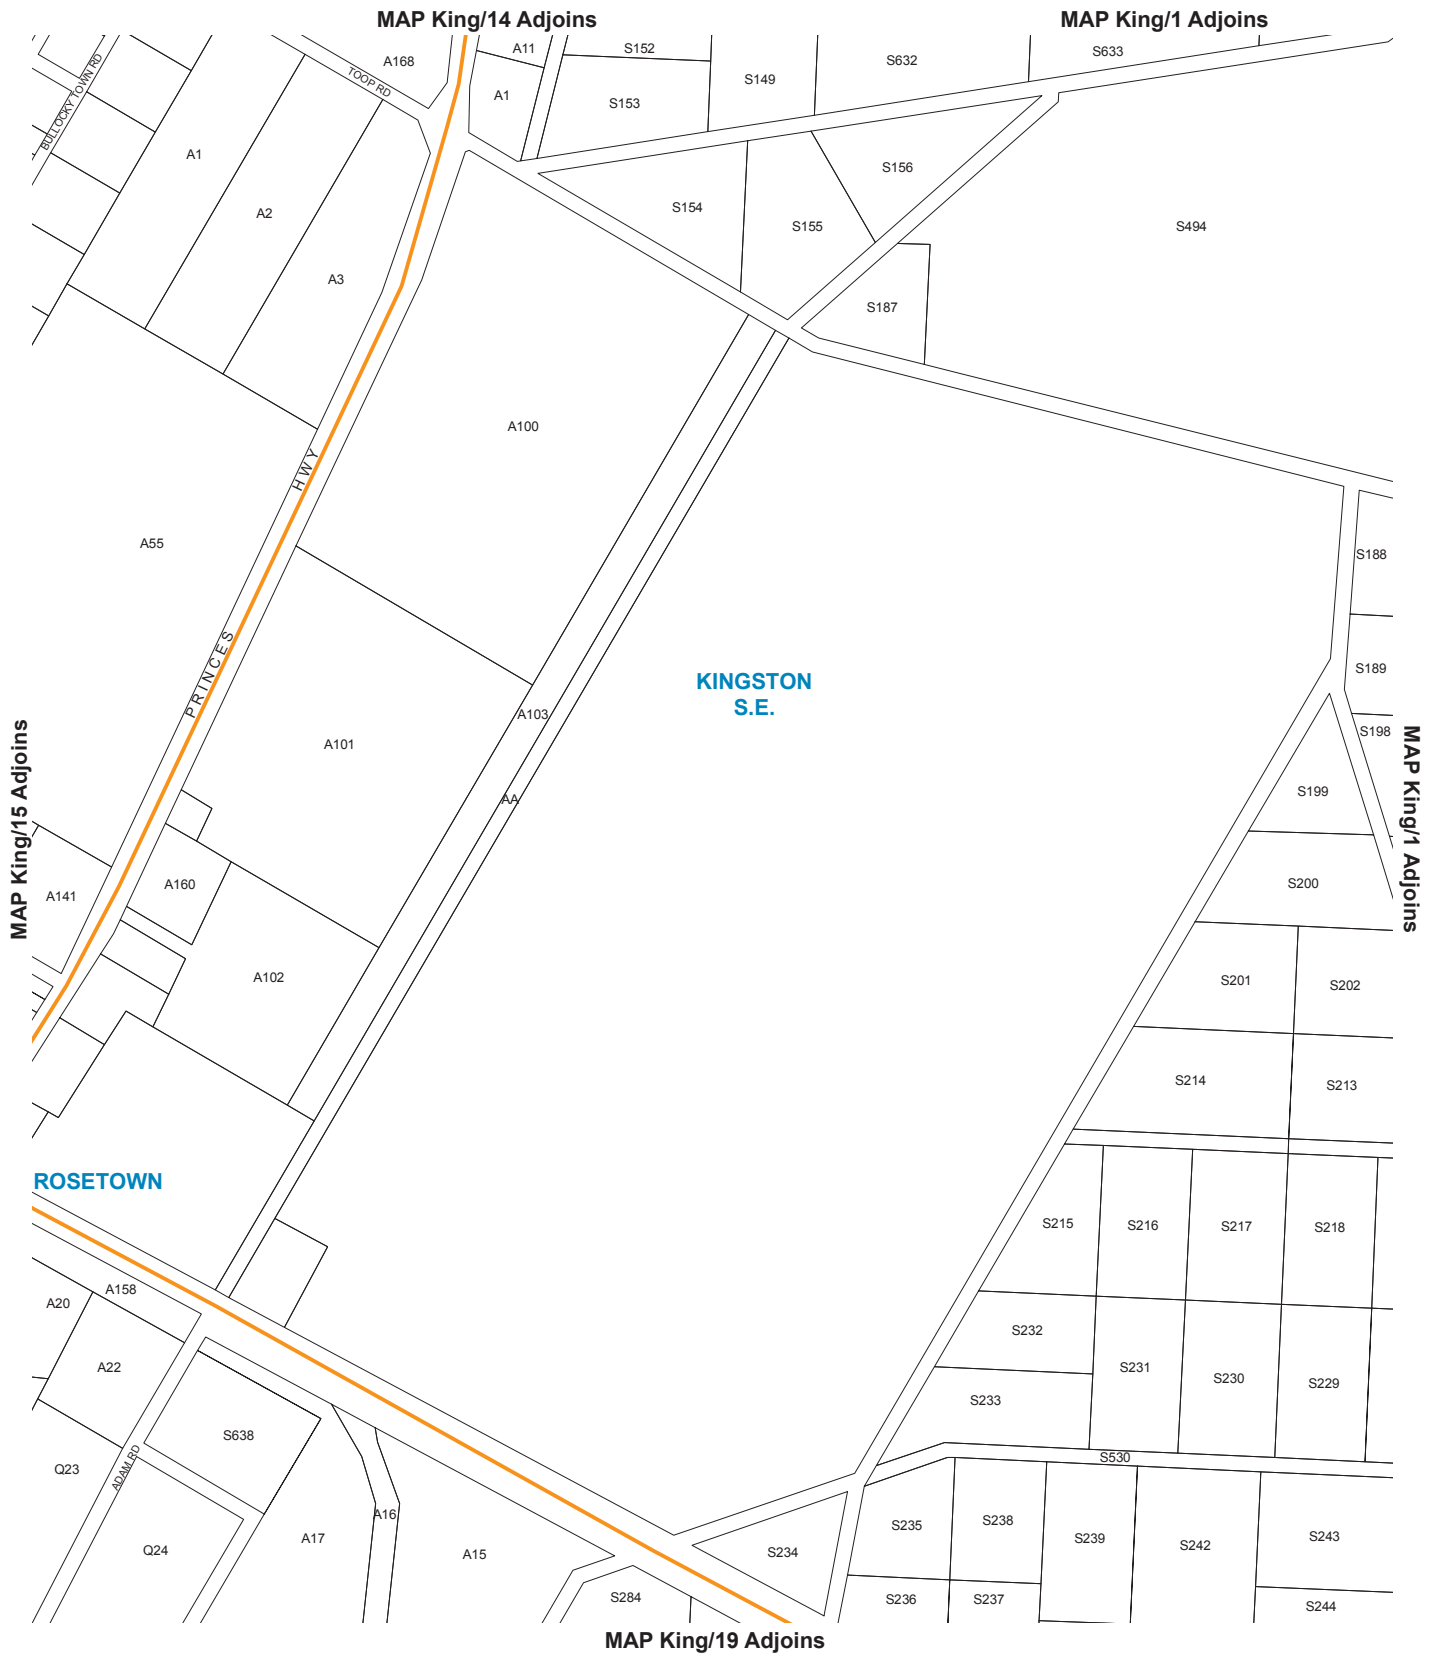 MAP King/14 Adjoins
MAP King/1 Adjoins
A168
A11
S152
S632
S633
BULLOCKY TOWN RD
TOOP RD
A1
S153
S149
A1
S156
A2
S154
S155
S494
A3
S187
A100
HWY
A55
S188
PRINCES
KINGSTON
S.E.
S189
A103
S198
A101
AA
S199
MAP King/15 Adjoins
MAP King/1 Adjoins
A160
S200
A141
A102
S201
S202
S214
S213
ROSETOWN
S215
S216
S217
S218
A158
A20
S232
A22
S231
S230
S229
S233
S638
Q23
ADAM RD
S530
A16
A17
S235
S238
S239
S242
S243
Q24
A15
S234
S284
S236
S237
S244
MAP King/19 Adjoins